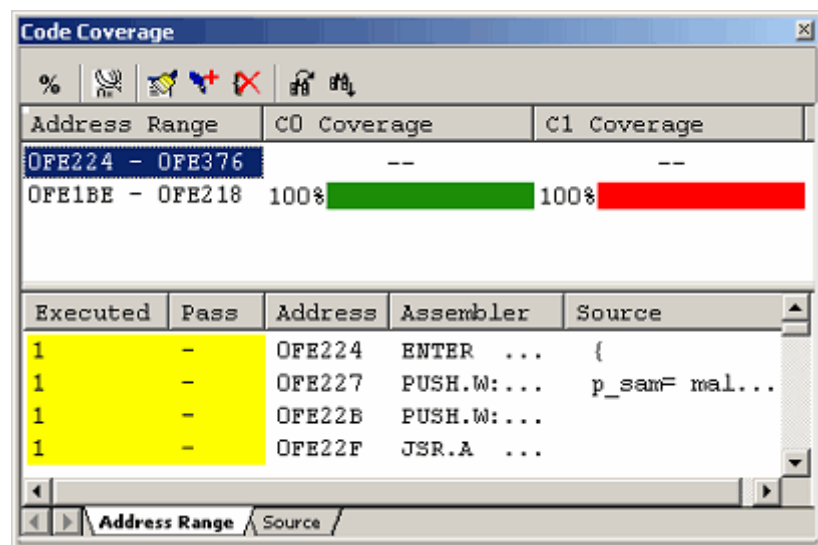 Code Coverage
%
Address Range C0 Coverage C1 Coverage
0FE224 - 0FE376 -- --
0FE1BE - 0FE218 100% 100%
Executed Pass Address Assembler Source
1 - 0FE224 ENTER ... {
1 - 0FE227 PUSH.W:... p_sam= mal...
1 - 0FE22B PUSH.W:...
1 - 0FE22F JSR.A ...
Address Range Source